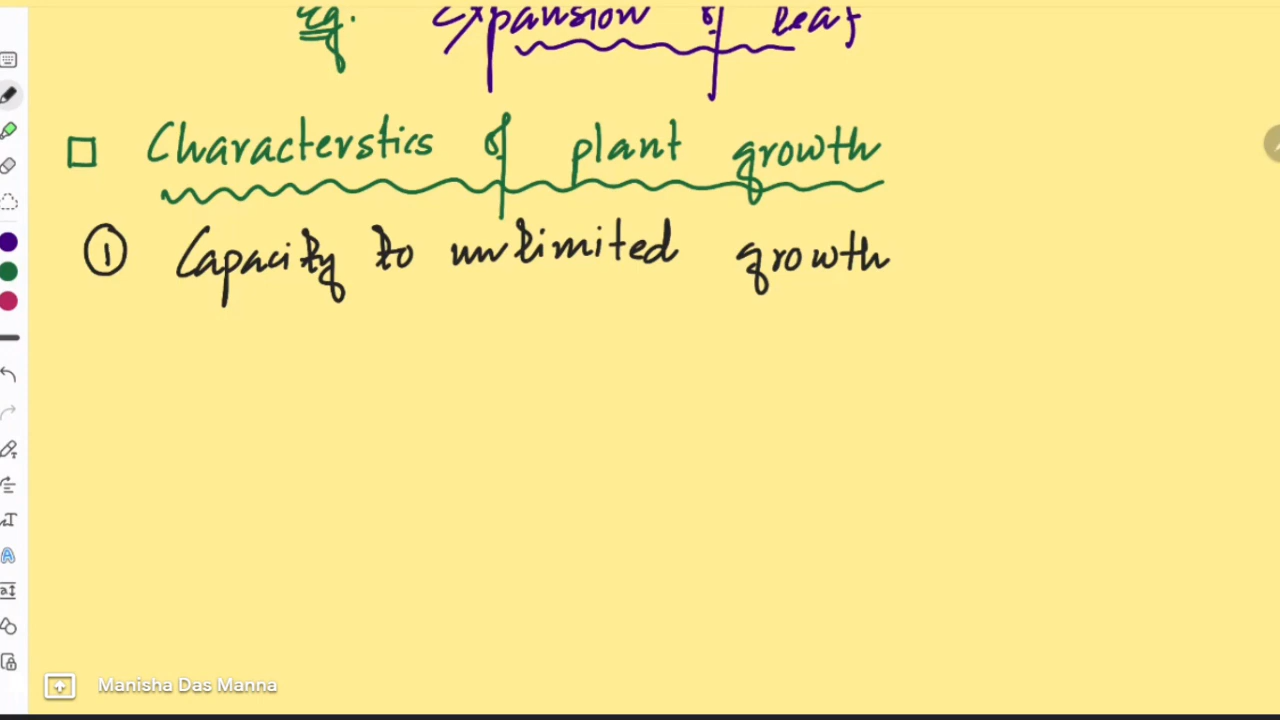 Eg. Expansion of leaf
□ Characterstics of plant growth
① Capacity to unlimited growth
Manisha Das Manna